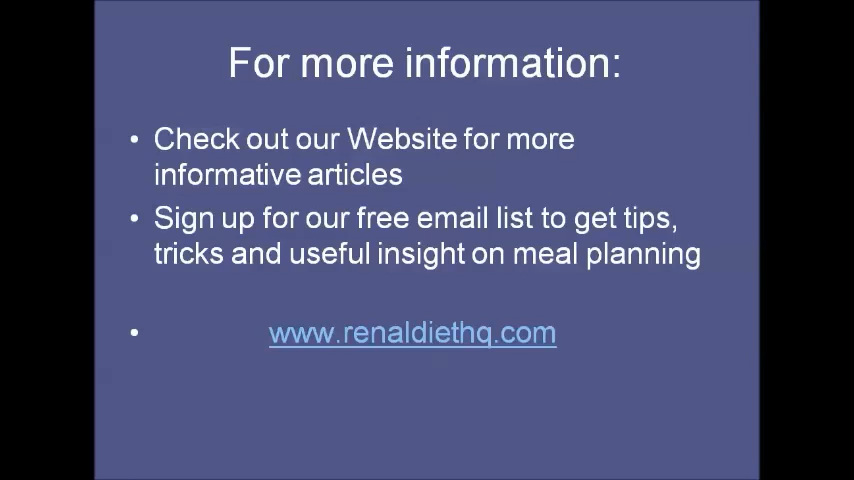 For more information:
• Check out our Website for more
informative articles
• Sign up for our free email list to get tips,
tricks and useful insight on meal planning
• www.renaldiethq.com